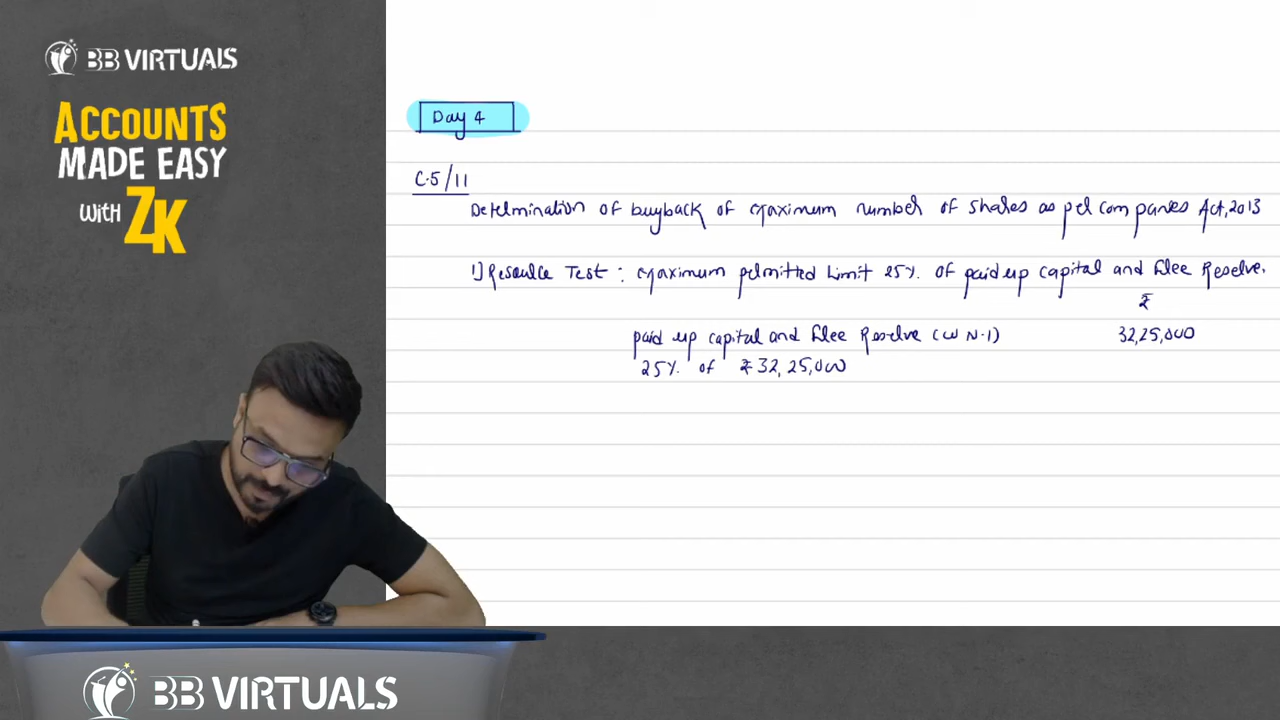 BB VIRTUALS
ACCOUNTS
MADE EASY
WITH ZK
Day 4
C.5/11
Determination of buyback of maximum number of shares as per companies Act, 2013
1) Resource Test : maximum permitted Limit 25% of paid up capital and free Reserve.
₹
paid up capital and free Reserve (W N-1) 32,25,000
25% of ₹ 32,25,000
BB VIRTUALS